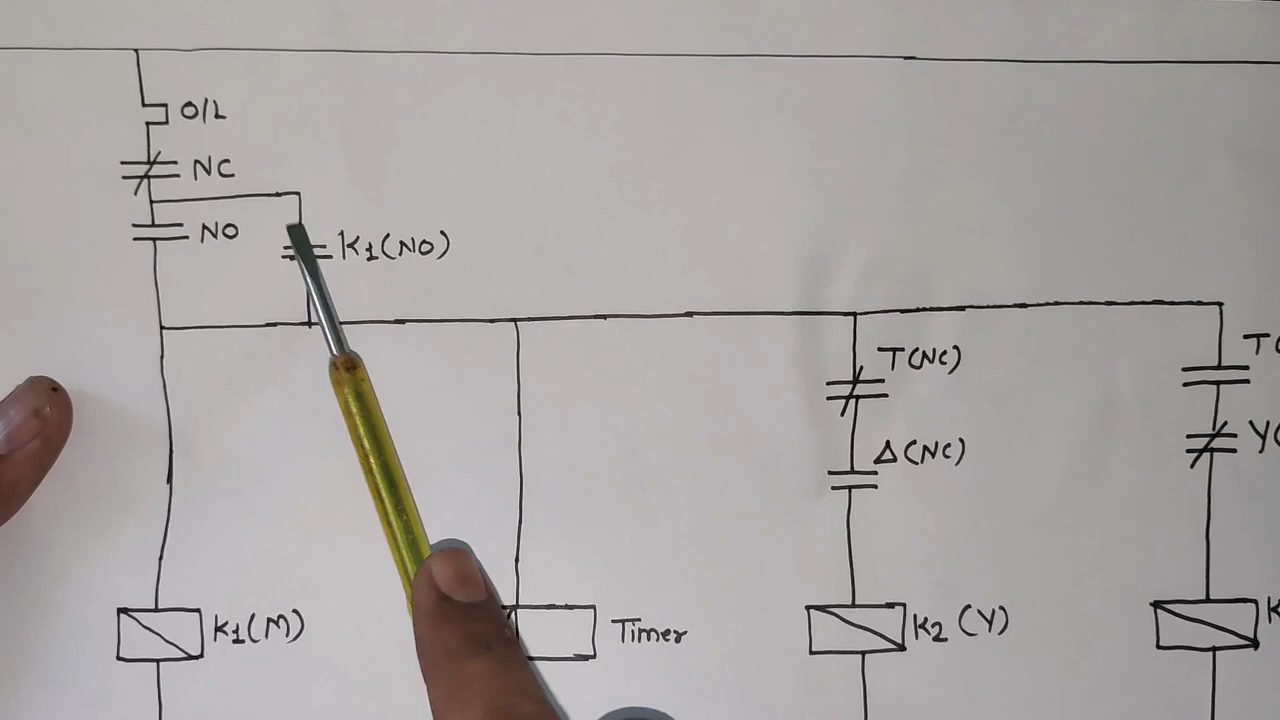 O/L
NC
NO
K1(NO)
T(NC)
Δ(NC)
K1(M)
Timer
K2 (Y)